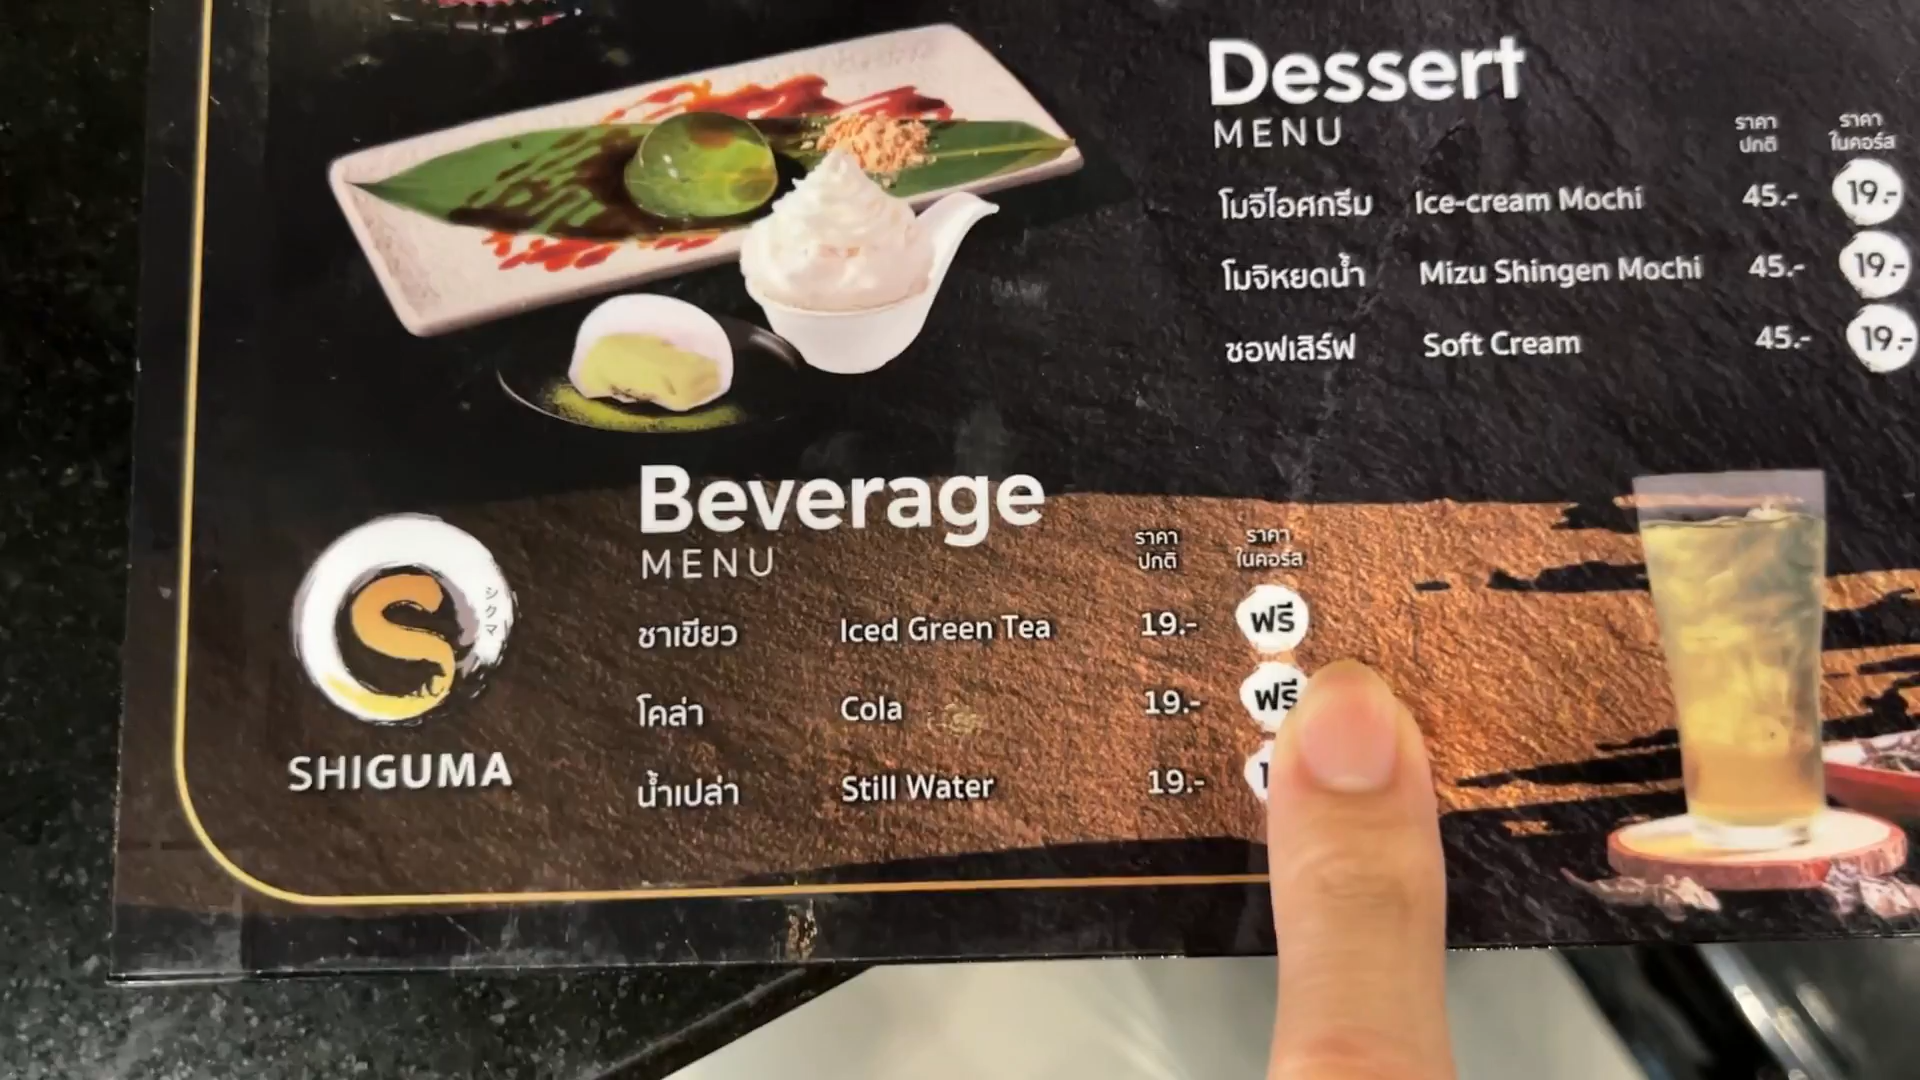 Dessert
MENU
ราคา
ปกติ
ราคา
ในคอร์ส
โมจิไอศกรีม Ice-cream Mochi 45.- 19.-
โมจิหยดน้ำ Mizu Shingen Mochi 45.- 19.-
ซอฟเสิร์ฟ Soft Cream 45.- 19.-
Beverage
MENU
ราคา
ปกติ
ราคา
ในคอร์ส
ชาเขียว Iced Green Tea 19.- ฟรี
โคล่า Cola 19.- ฟรี
น้ำเปล่า Still Water 19.-
シグマ
SHIGUMA